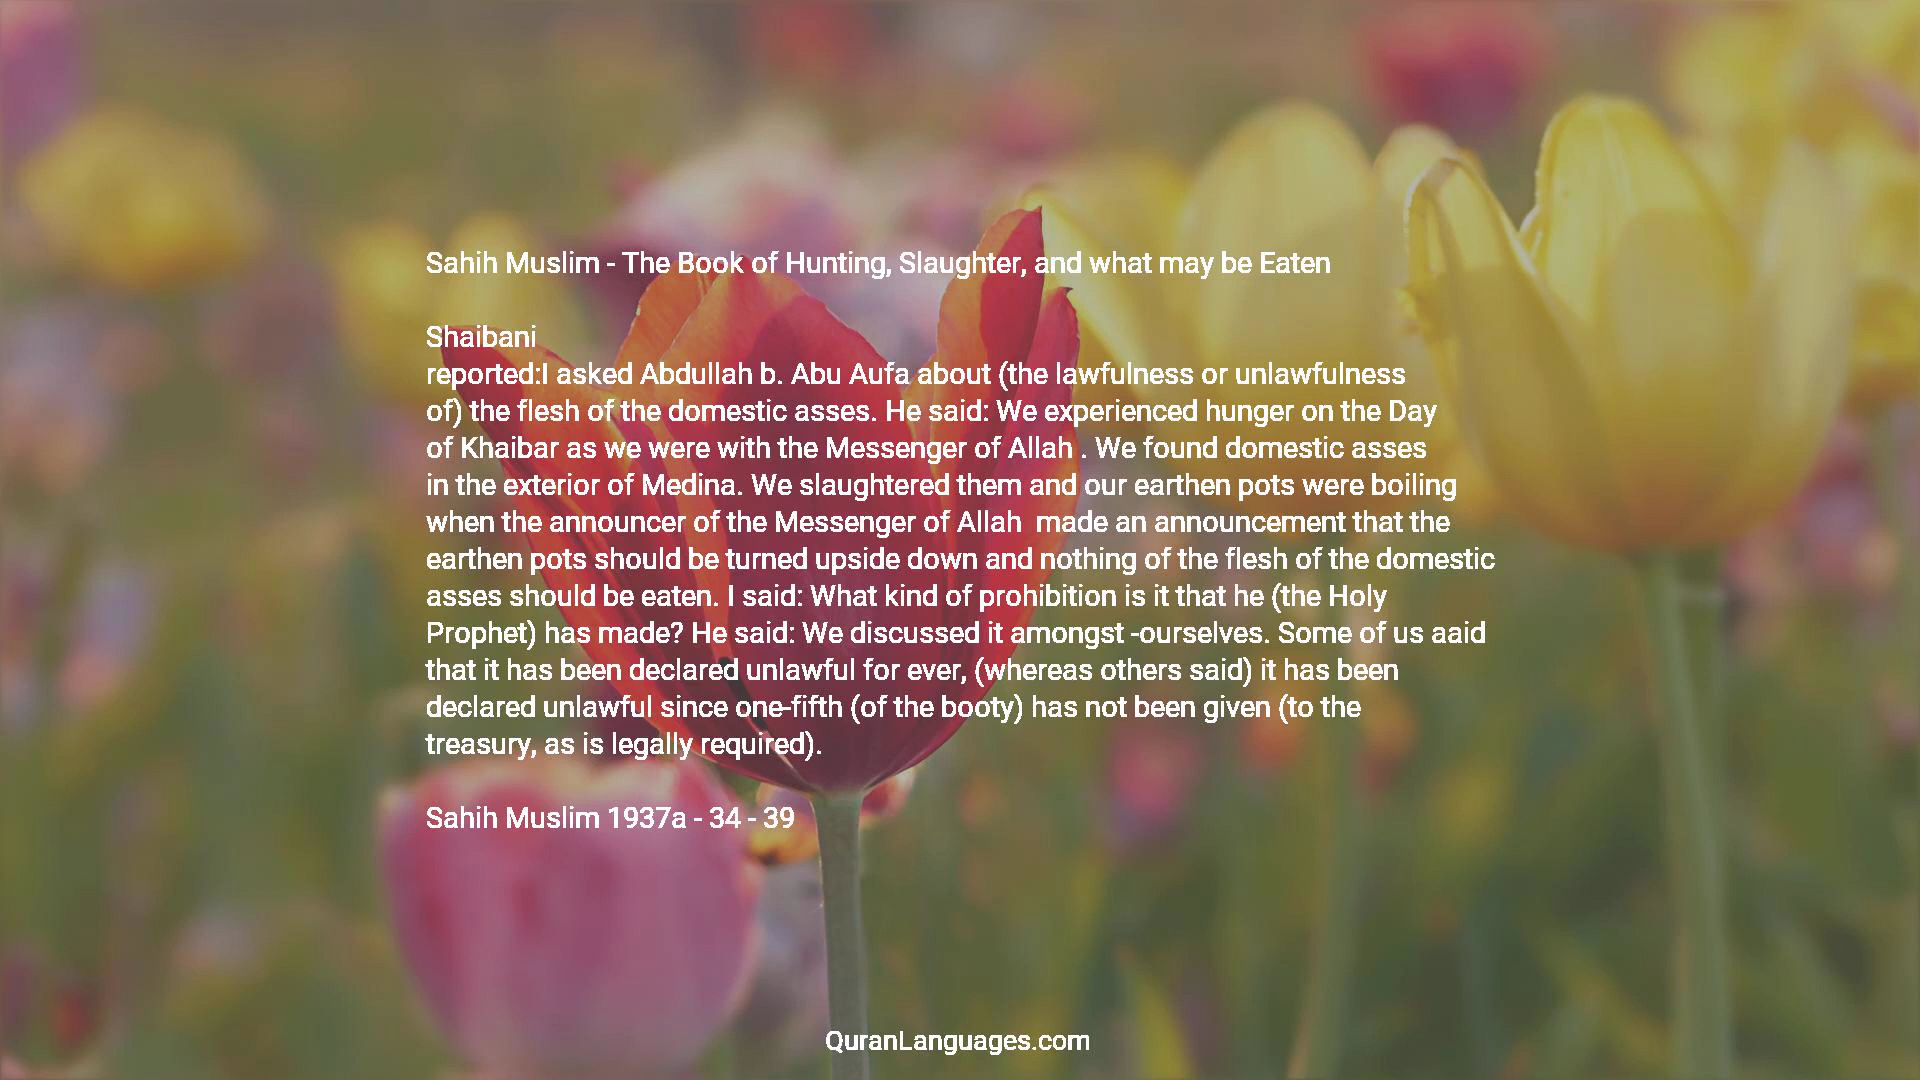 Sahih Muslim - The Book of Hunting, Slaughter, and what may be Eaten
Shaibani
reported:I asked Abdullah b. Abu Aufa about (the lawfulness or unlawfulness
of) the flesh of the domestic asses. He said: We experienced hunger on the Day
of Khaibar as we were with the Messenger of Allah . We found domestic asses
in the exterior of Medina. We slaughtered them and our earthen pots were boiling
when the announcer of the Messenger of Allah  made an announcement that the
earthen pots should be turned upside down and nothing of the flesh of the domestic
asses should be eaten. I said: What kind of prohibition is it that he (the Holy
Prophet) has made? He said: We discussed it amongst -ourselves. Some of us aaid
that it has been declared unlawful for ever, (whereas others said) it has been
declared unlawful since one-fifth (of the booty) has not been given (to the
treasury, as is legally required).
Sahih Muslim 1937a - 34 - 39
QuranLanguages.com